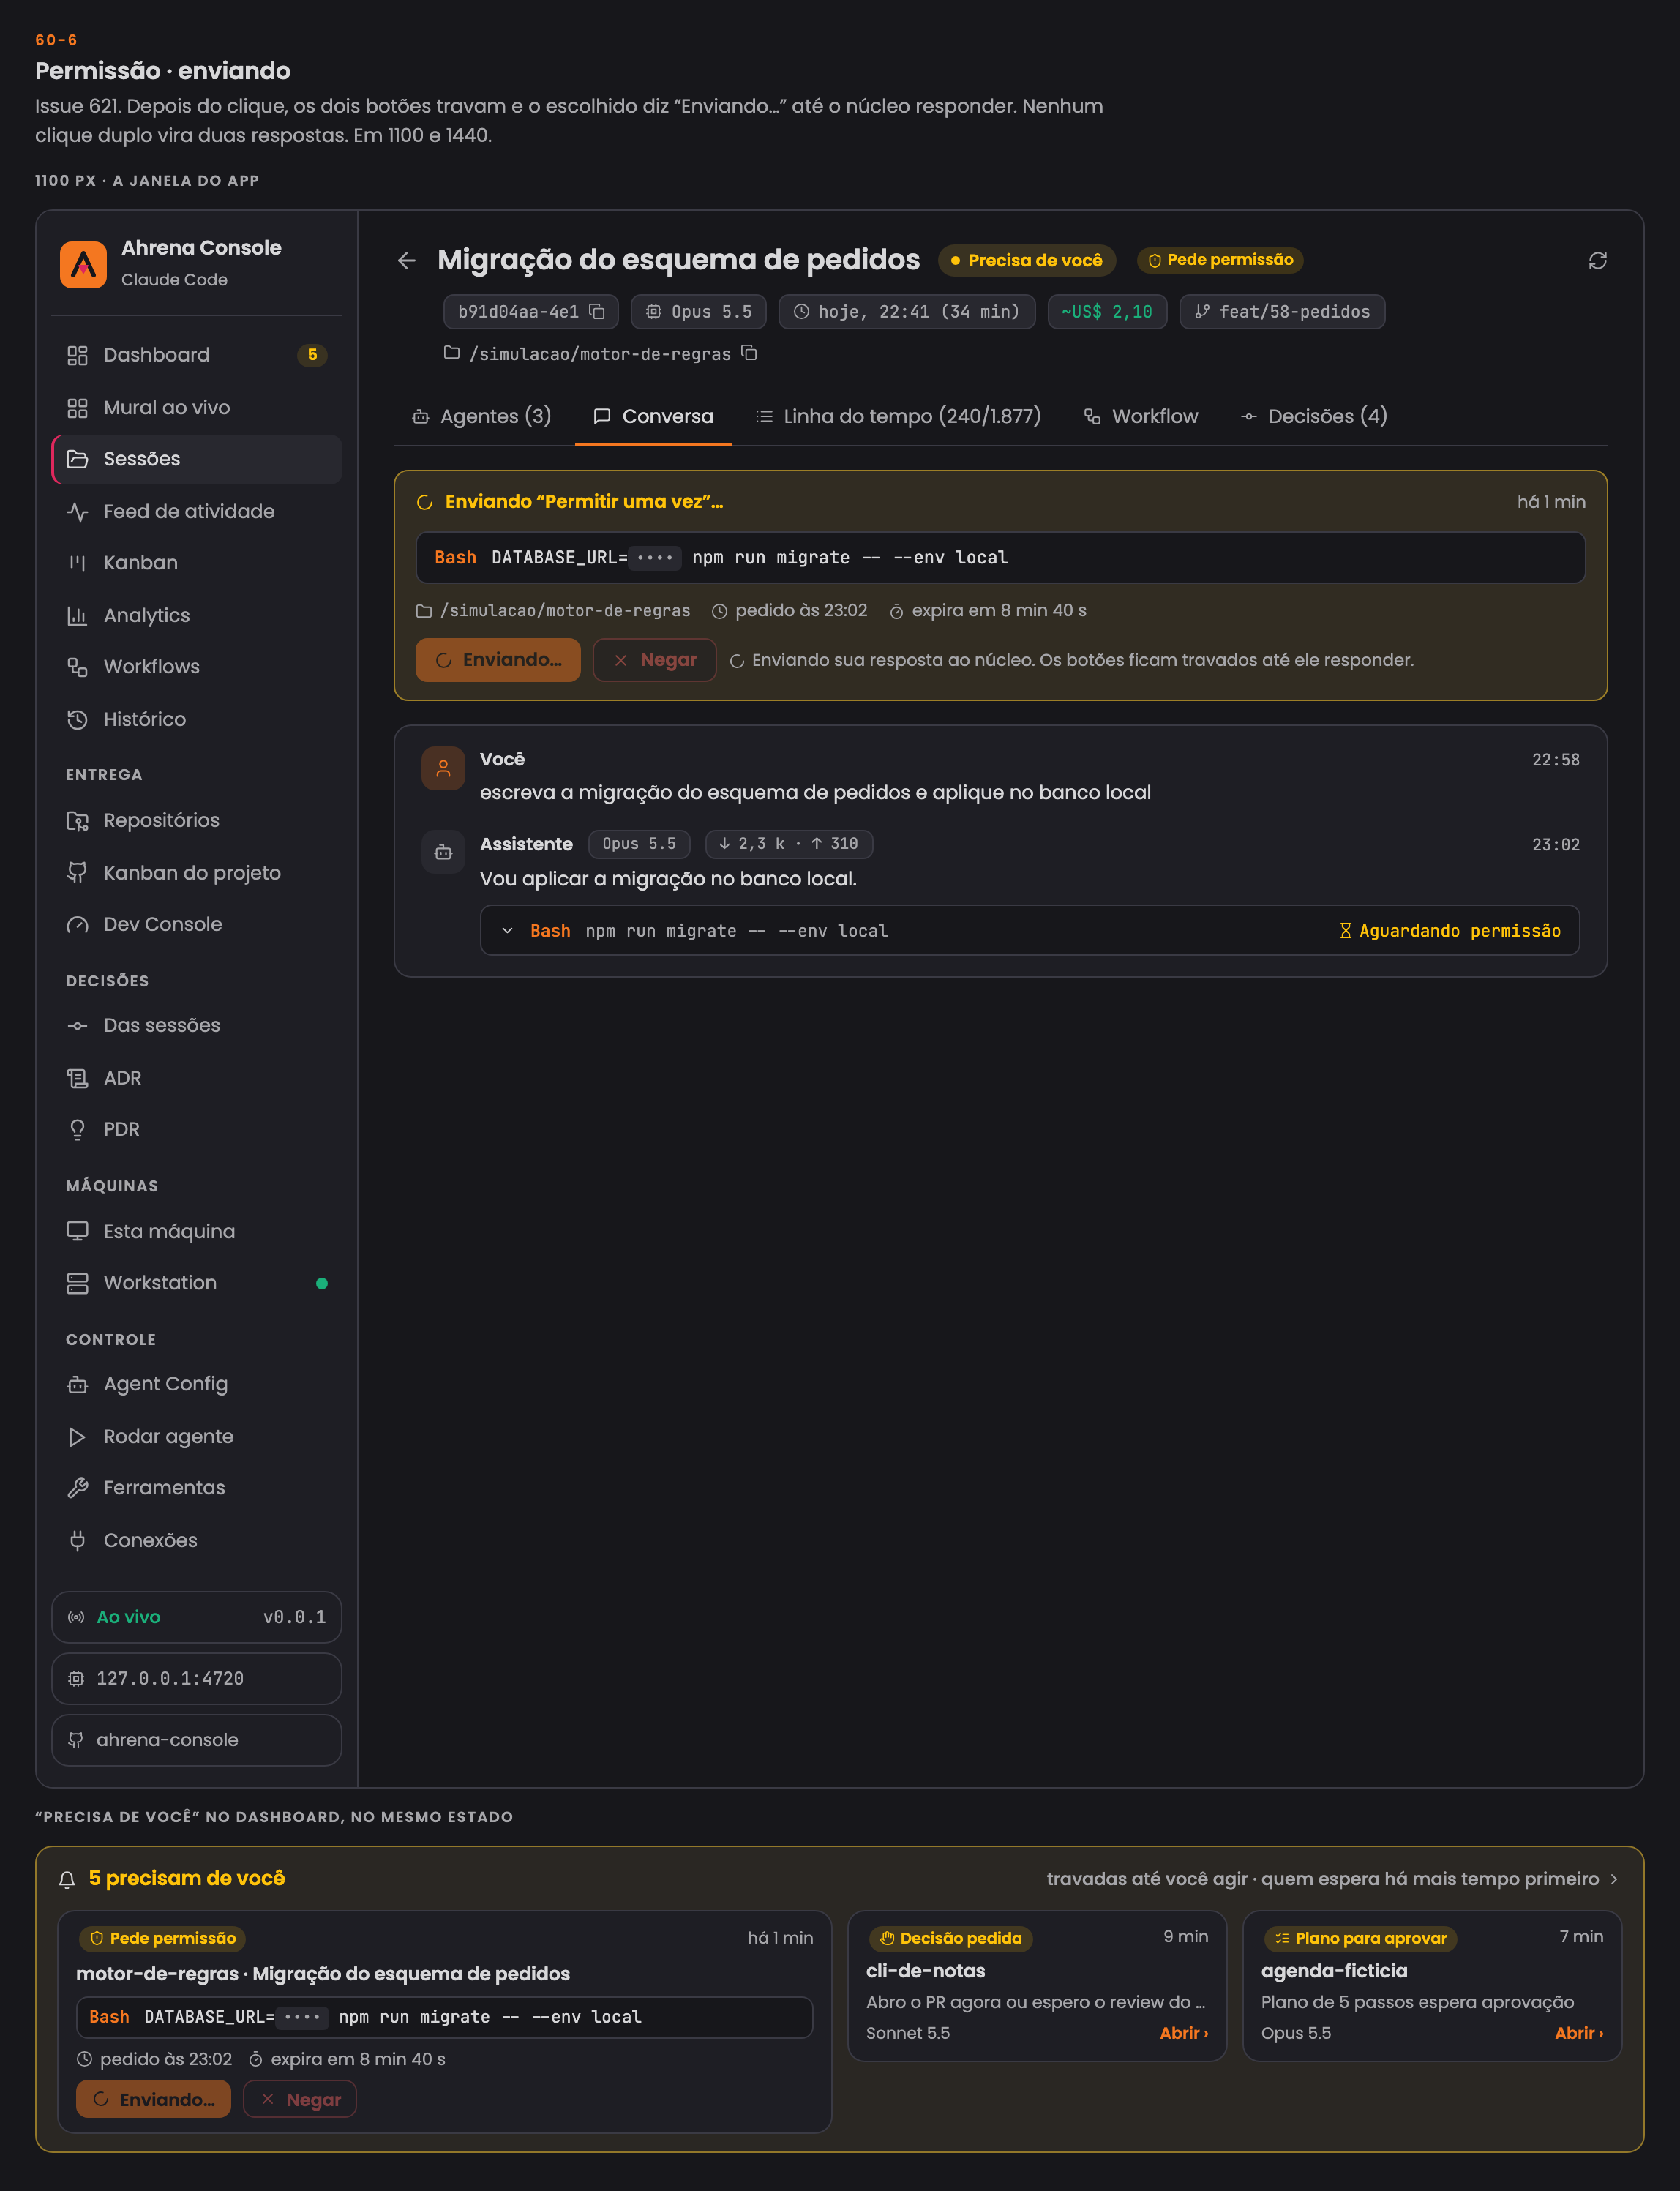 60-6
Permissão · enviando
Issue 621. Depois do clique, os dois botões travam e o escolhido diz “Enviando…” até o núcleo responder. Nenhum
clique duplo vira duas respostas. Em 1100 e 1440.
1100 PX · A JANELA DO APP
Ahrena Console
Claude Code
Dashboard 5
Mural ao vivo
Sessões
Feed de atividade
Kanban
Analytics
Workflows
Histórico
ENTREGA
Repositórios
Kanban do projeto
Dev Console
DECISÕES
Das sessões
ADR
PDR
MÁQUINAS
Esta máquina
Workstation
CONTROLE
Agent Config
Rodar agente
Ferramentas
Conexões
Ao vivo v0.0.1
127.0.0.1:4720
ahrena-console
Migração do esquema de pedidos Precisa de você Pede permissão
b91d04aa-4e1 Opus 5.5 hoje, 22:41 (34 min) ~US$ 2,10 feat/58-pedidos
/simulacao/motor-de-regras
Agentes (3) Conversa Linha do tempo (240/1.877) Workflow Decisões (4)
Enviando “Permitir uma vez”… há 1 min
Bash DATABASE_URL=•••• npm run migrate -- --env local
/simulacao/motor-de-regras pedido às 23:02 expira em 8 min 40 s
Enviando… Negar Enviando sua resposta ao núcleo. Os botões ficam travados até ele responder.
Você 22:58
escreva a migração do esquema de pedidos e aplique no banco local
Assistente Opus 5.5 ↓ 2,3 k · ↑ 310 23:02
Vou aplicar a migração no banco local.
Bash npm run migrate -- --env local Aguardando permissão
“PRECISA DE VOCÊ” NO DASHBOARD, NO MESMO ESTADO
5 precisam de você travadas até você agir · quem espera há mais tempo primeiro ›
Pede permissão há 1 min
motor-de-regras · Migração do esquema de pedidos
Bash DATABASE_URL=•••• npm run migrate -- --env local
pedido às 23:02 expira em 8 min 40 s
Enviando… Negar
Decisão pedida 9 min
cli-de-notas
Abro o PR agora ou espero o review do …
Sonnet 5.5 Abrir ›
Plano para aprovar 7 min
agenda-ficticia
Plano de 5 passos espera aprovação
Opus 5.5 Abrir ›